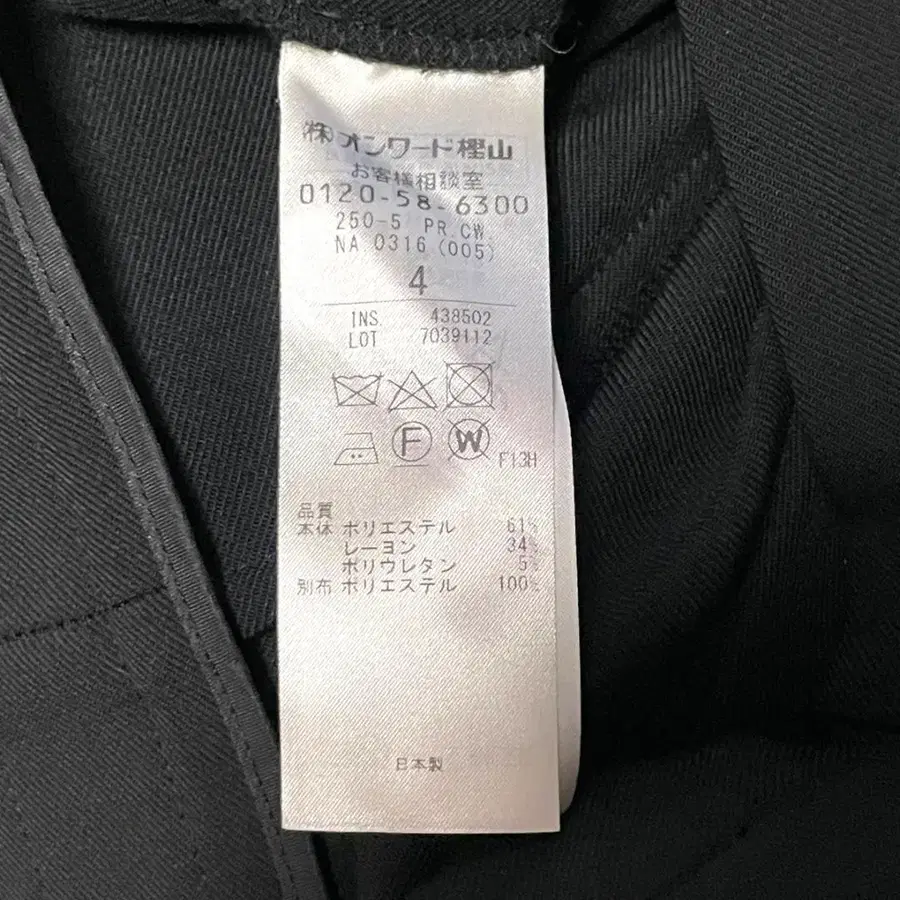 ㈱オンワード樫山
お客様相談室
0120-58-6300
250-5 PR CW
NA 0316 (005)
4
INS. 438502
LOT 7039112
F W F13H
品質
本体 ポリエステル 61%
レーヨン 34%
ポリウレタン 5%
別布 ポリエステル 100%
日本製